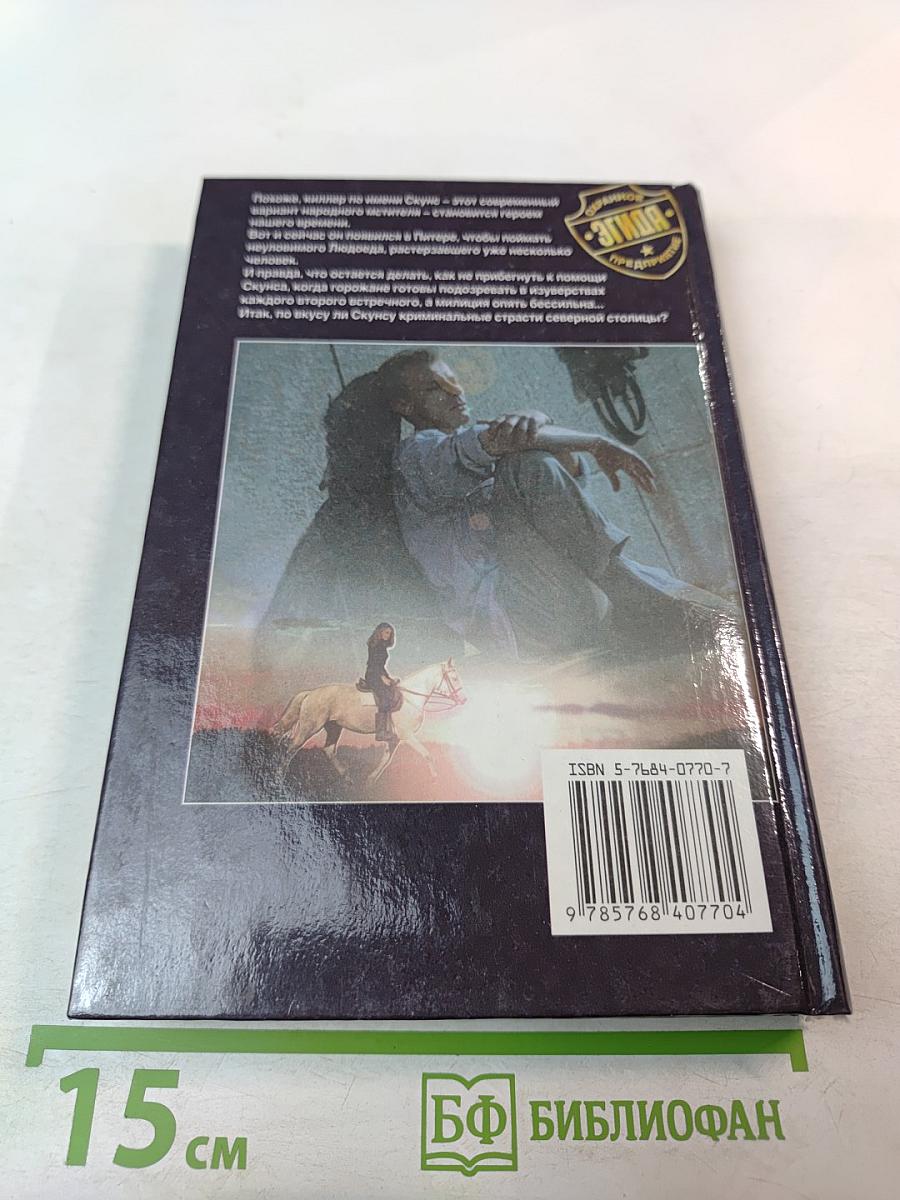 Похоже, киллер по имени Скунс – этот современный
вариант народного мстителя – становится героем
нашего времени.
Вот и сейчас он появился в Питере, чтобы поймать
неуловимого Людоеда, растерзавшего уже несколько
человек.
И правда, что остается делать, как не прибегнуть к помощи
Скунса, когда горожане готовы подозревать в изуверствах
каждого второго встречного, а милиция опять бессильна...
Итак, по вкусу ли Скунсу криминальные страсти северной столицы?
ОХРАННОЕ
ЭГИДА
ПРЕДПРИЯТИЕ
ISBN 5-7684-0770-7
9 785768 407704
15 см
БФ БИБЛИОФАН